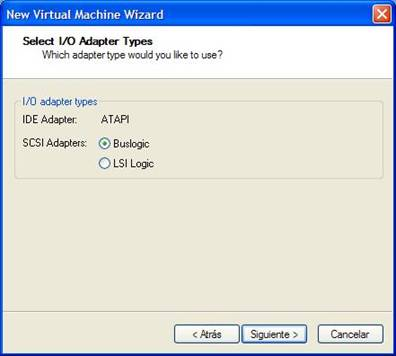 New Virtual Machine Wizard
Select I/O Adapter Types
Which adapter type would you like to use?
I/O adapter types
IDE Adapter: ATAPI
SCSI Adapters: Buslogic
LSI Logic
< Atrás Siguiente > Cancelar